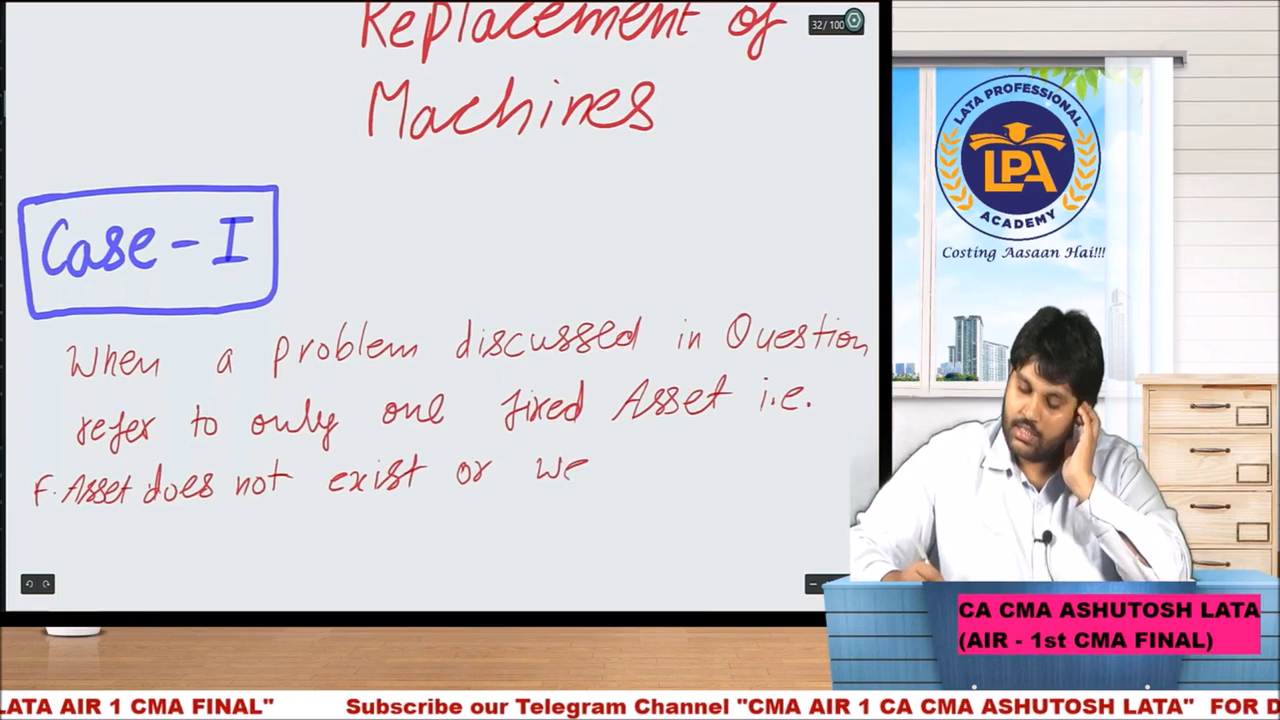 Replacement of
32/100
Machines
Case - I
When a problem discussed in Question
refer to only one fixed Asset i.e.
F. Asset does not exist or we
LATA PROFESSIONAL
LPA
ACADEMY
Costing Aasaan Hai!!!
CA CMA ASHUTOSH LATA
(AIR - 1st CMA FINAL)
LATA AIR 1 CMA FINAL" Subscribe our Telegram Channel "CMA AIR 1 CA CMA ASHUTOSH LATA" FOR D